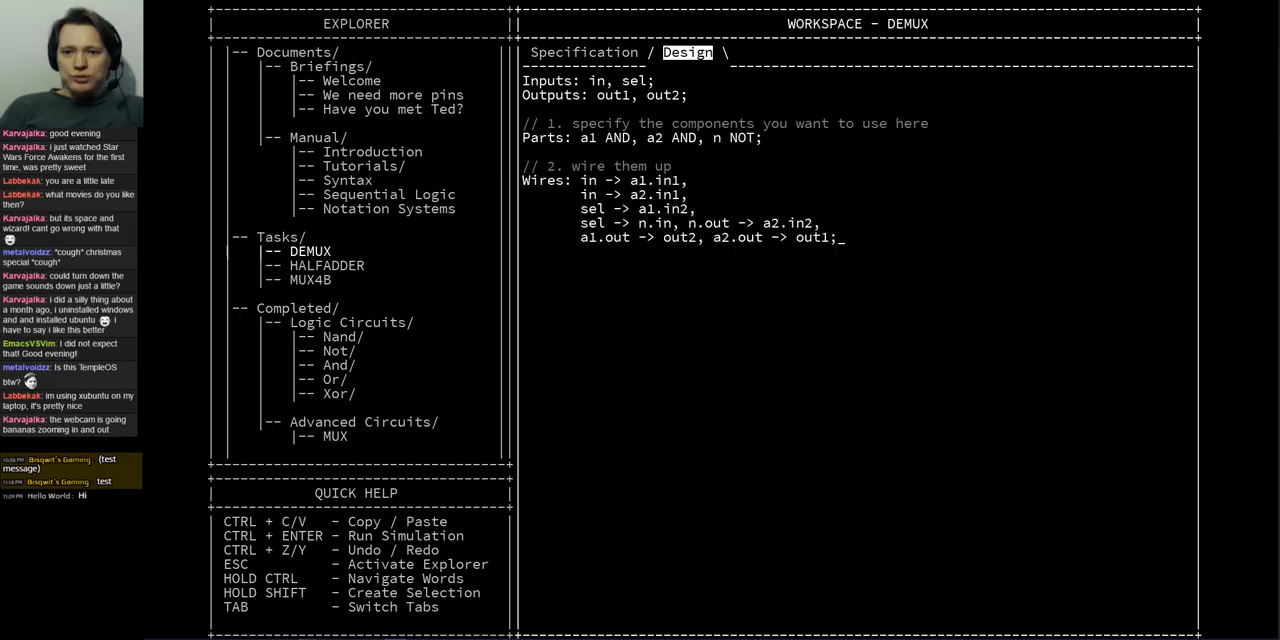 EXPLORER
|-- Documents/
|-- Briefings/
|-- Welcome
|-- We need more pins
|-- Have you met Ted?
|-- Manual/
|-- Introduction
|-- Tutorials/
|-- Syntax
|-- Sequential Logic
|-- Notation Systems
-- Tasks/
|-- DEMUX
|-- HALFADDER
|-- MUX4B
-- Completed/
|-- Logic Circuits/
|-- Nand/
|-- Not/
|-- And/
|-- Or/
|-- Xor/
|-- Advanced Circuits/
|-- MUX
QUICK HELP
CTRL + C/V   - Copy / Paste
CTRL + ENTER - Run Simulation
CTRL + Z/Y   - Undo / Redo
ESC          - Activate Explorer
HOLD CTRL    - Navigate Words
HOLD SHIFT   - Create Selection
TAB          - Switch Tabs
WORKSPACE - DEMUX
Specification / Design \
Inputs: in, sel;
Outputs: out1, out2;
// 1. specify the components you want to use here
Parts: a1 AND, a2 AND, n NOT;
// 2. wire them up
Wires: in -> a1.in1,
in -> a2.in1,
sel -> a1.in2,
sel -> n.in, n.out -> a2.in2,
a1.out -> out2, a2.out -> out1;_
Karvajalka: good evening
Karvajalka: i just watched Star
Wars Force Awakens for the first
time, was pretty sweet
Labbekak: you are a little late
Labbekak: what movies do you like
then?
Karvajalka: but its space and
wizard! cant go wrong with that
metalvoidzz: *cough* christmas
special *cough*
Karvajalka: could turn down the
game sounds down just a little?
Karvajalka: i did a silly thing about
a month ago, i uninstalled windows
and and installed ubuntu i
have to say i like this better
EmacsVSVim: I did not expect
that! Good evening!
metalvoidzz: Is this TempleOS
btw?
Labbekak: im using xubuntu on my
laptop, it's pretty nice
Karvajalka: the webcam is going
bananas zooming in and out
10:58 PM Bisqwit's Gaming: (test
message)
11:18 PM Bisqwit's Gaming: test
11:29 PM Hello World: Hi